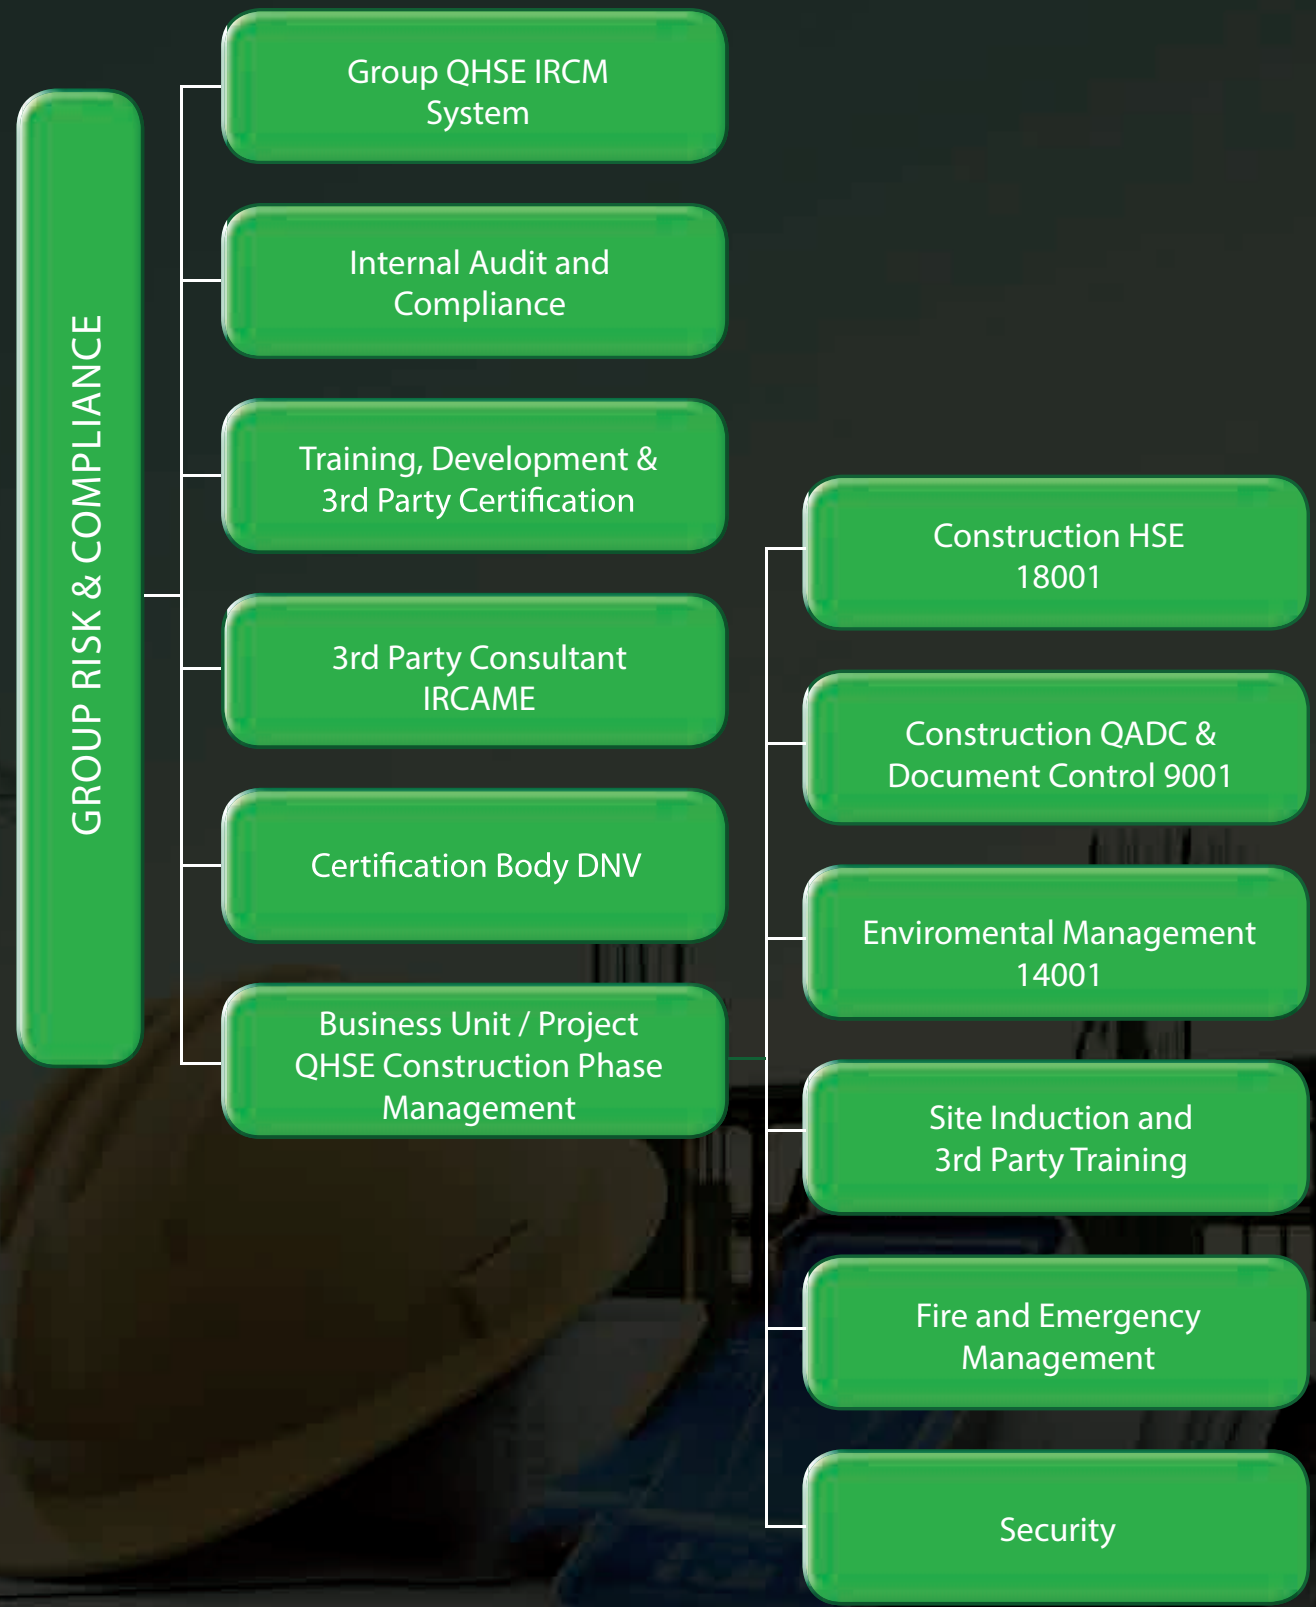 GROUP RISK & COMPLIANCE
Group QHSE IRCM
System
Internal Audit and
Compliance
Training, Development &
3rd Party Certification
3rd Party Consultant
IRCAME
Certification Body DNV
Business Unit / Project
QHSE Construction Phase
Management
Construction HSE
18001
Construction QADC &
Document Control 9001
Enviromental Management
14001
Site Induction and
3rd Party Training
Fire and Emergency
Management
Security